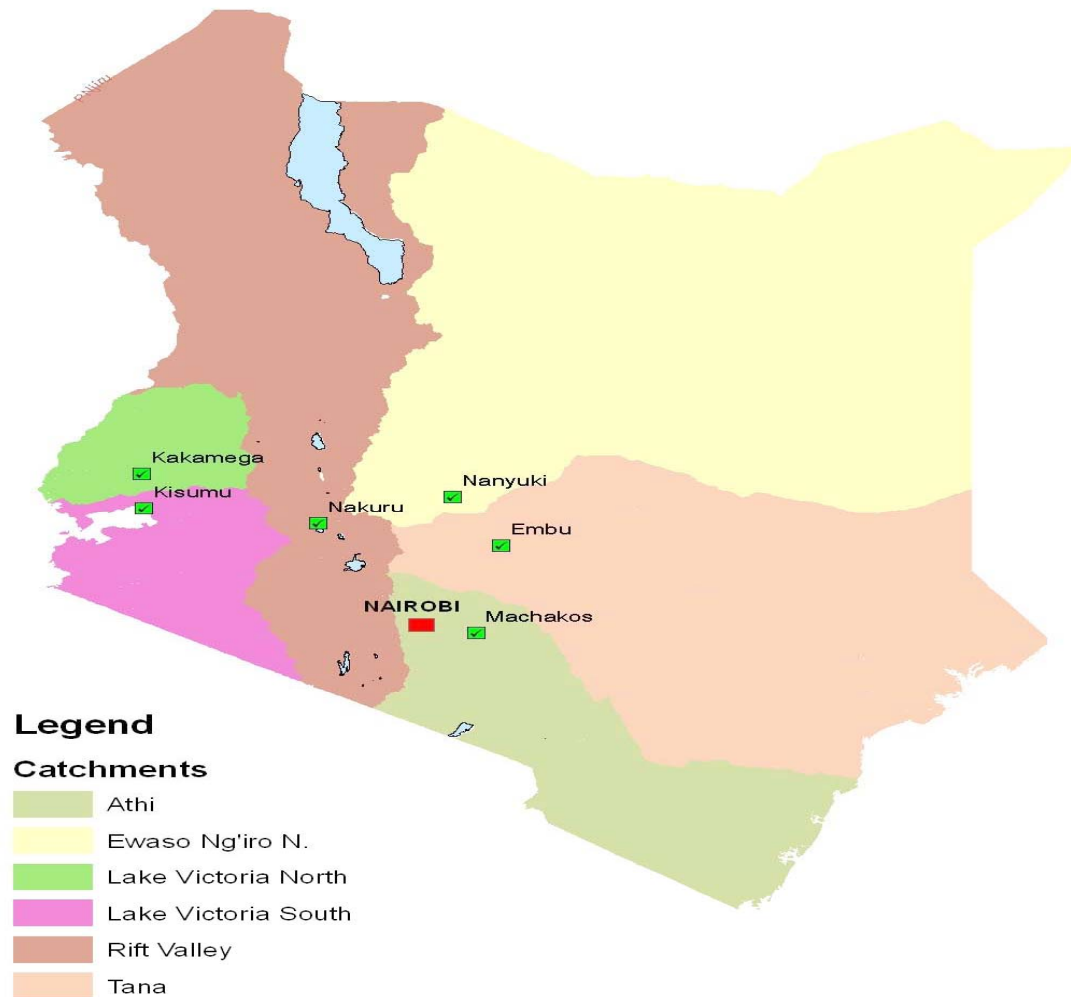 Kakamega
Kisumu
Nanyuki
Nakuru
Embu
NAIROBI
Machakos
Legend
Catchments
Athi
Ewaso Ng'iro N.
Lake Victoria North
Lake Victoria South
Rift Valley
Tana